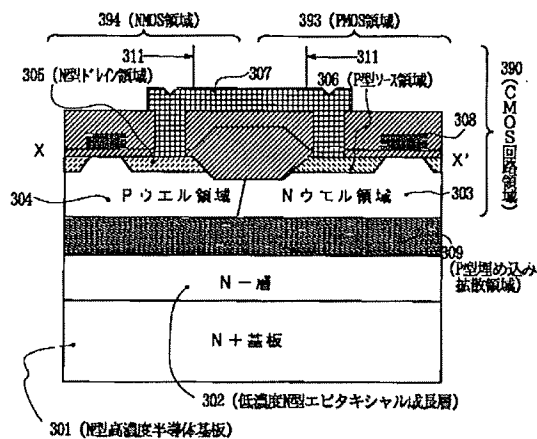 394 (NMOS領域)
393 (PMOS領域)
311
311
305 (N型ドレイン領域)
307
306 (P型ソース領域)
390 (CMOS回路領域)
308
X
X'
304
Pウエル領域
Nウエル領域
303
309
(P型埋め込み
拡散領域)
N−層
N+基板
302 (低濃度N型エピタキシャル成長層)
301 (N型高濃度半導体基板)